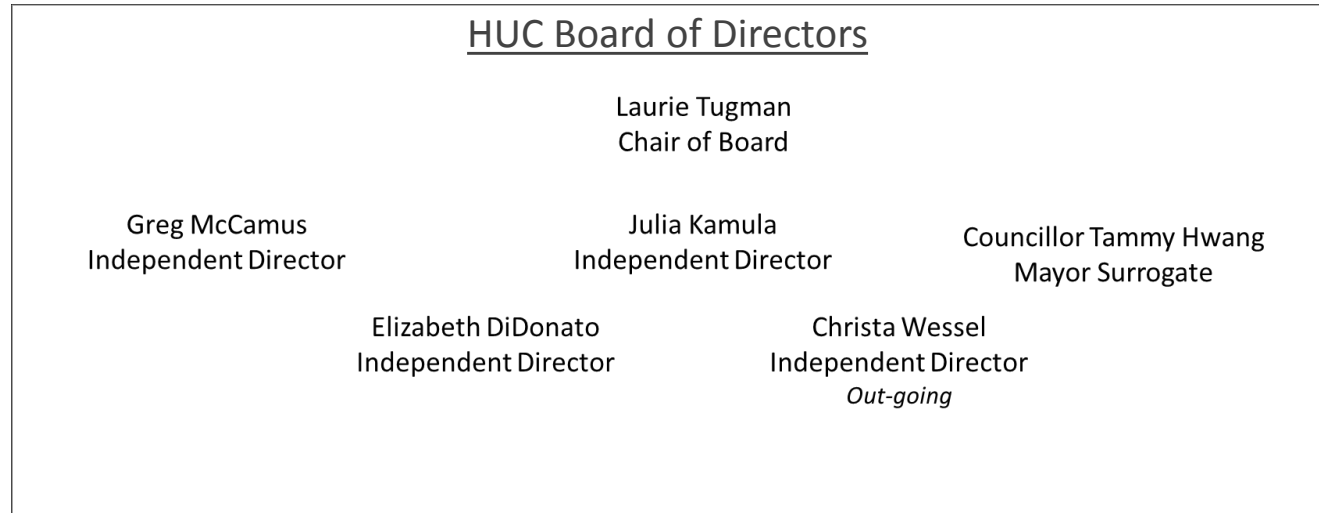 HUC Board of Directors
Laurie Tugman
Chair of Board
Greg McCamus
Independent Director
Julia Kamula
Independent Director
Councillor Tammy Hwang
Mayor Surrogate
Elizabeth DiDonato
Independent Director
Christa Wessel
Independent Director
Out-going